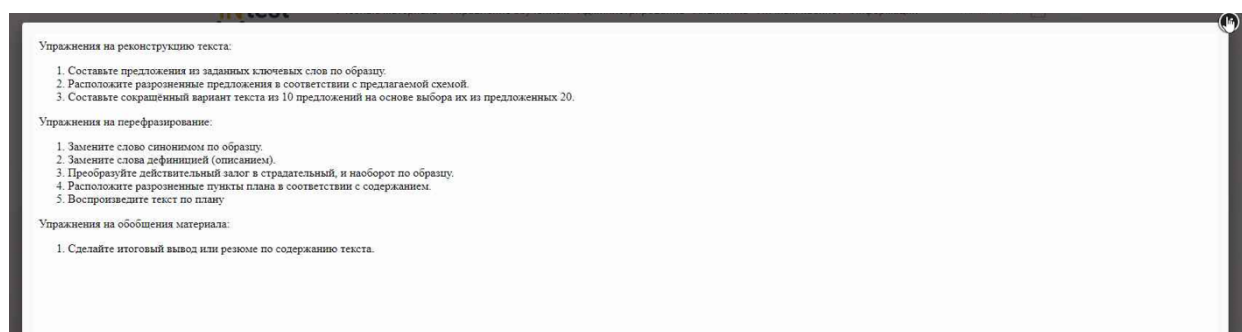 Упражнения на реконструкцию текста:
1. Составьте предложения из заданных ключевых слов по образцу.
2. Расположите разрозненные предложения в соответствии с предлагаемой схемой.
3. Составьте сокращённый вариант текста из 10 предложений на основе выбора их из предложенных 20.
Упражнения на перефразирование:
1. Замените слово синонимом по образцу.
2. Замените слова дефиницией (описанием).
3. Преобразуйте действительный залог в страдательный, и наоборот по образцу.
4. Расположите разрозненные пункты плана в соответствии с содержанием.
5. Воспроизведите текст по плану
Упражнения на обобщения материала:
1. Сделайте итоговый вывод или резюме по содержанию текста.